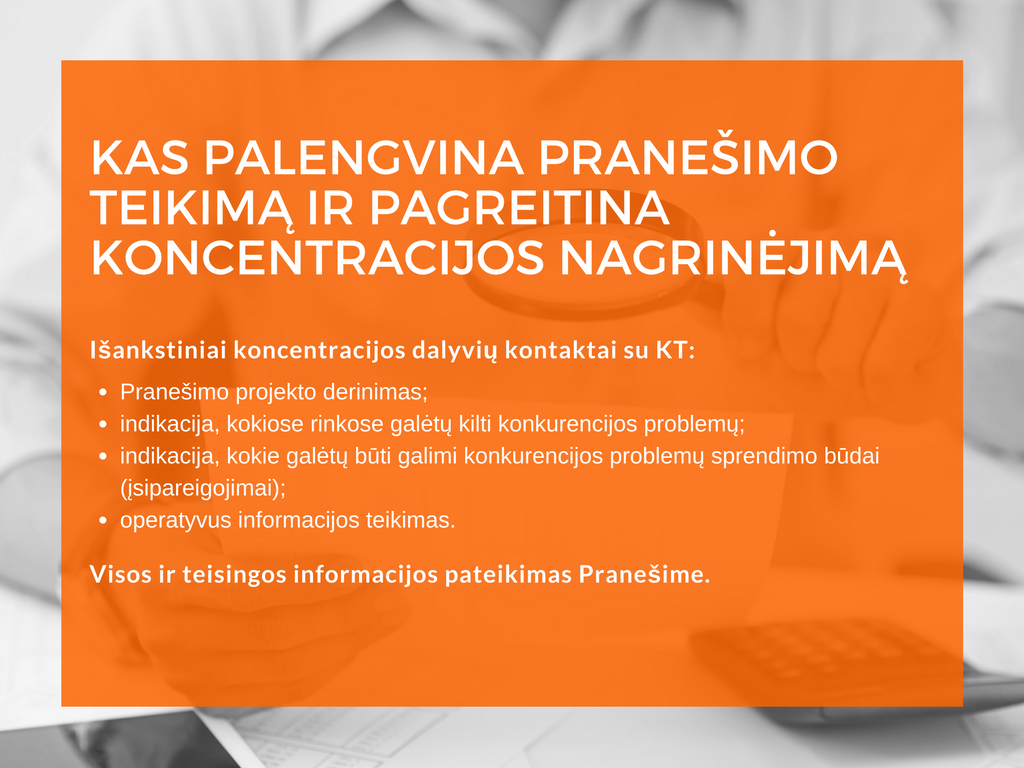 KAS PALENGVINA PRANEŠIMO
TEIKIMĄ IR PAGREITINA
KONCENTRACIJOS NAGRINĖJIMĄ
Išankstiniai koncentracijos dalyvių kontaktai su KT:
• Pranešimo projekto derinimas;
• indikacija, kokiose rinkose galėtų kilti konkurencijos problemų;
• indikacija, kokie galėtų būti galimi konkurencijos problemų sprendimo būdai
(įsipareigojimai);
• operatyvus informacijos teikimas.
Visos ir teisingos informacijos pateikimas Pranešime.